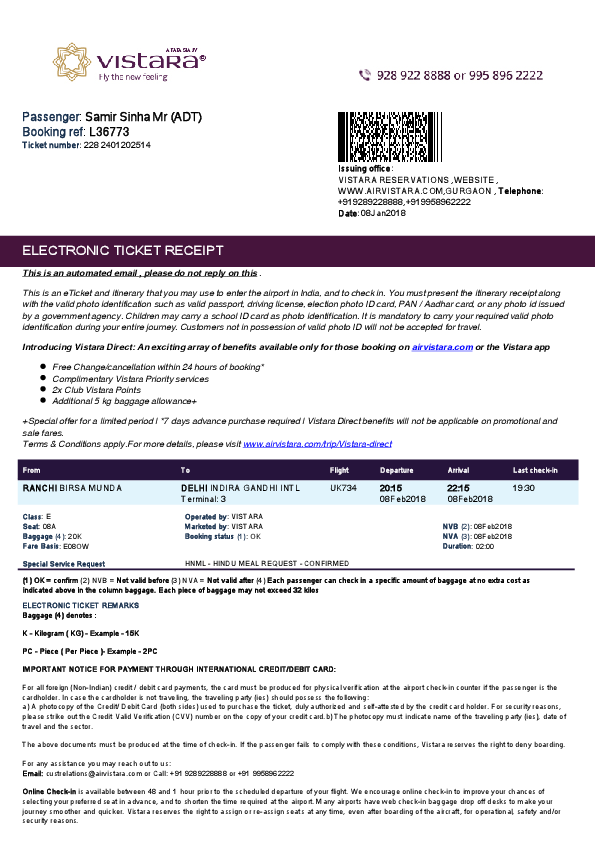 A TATA SIA JV
vistara®
Fly the new feeling
928 922 8888 or 995 896 2222
Passenger: Samir Sinha Mr (ADT)
Booking ref: L36773
Ticket number: 228 2401202514
Issuing office:
VISTARA RESERVATIONS ,WEBSITE ,
WWW.AIRVISTARA.COM,GURGAON , Telephone:
+919289228888,+919958962222
Date: 08Jan2018
ELECTRONIC TICKET RECEIPT
This is an automated email , please do not reply on this .
This is an eTicket and itinerary that you may use to enter the airport in India, and to check in. You must present the itinerary receipt along
with the valid photo identification such as valid passport, driving license, election photo ID card, PAN / Aadhar card, or any photo id issued
by a government agency. Children may carry a school ID card as photo identification. It is mandatory to carry your required valid photo
identification during your entire journey. Customers not in possession of valid photo ID will not be accepted for travel.
Introducing Vistara Direct: An exciting array of benefits available only for those booking on airvistara.com or the Vistara app
● Free Change/cancellation within 24 hours of booking*
● Complimentary Vistara Priority services
● 2x Club Vistara Points
● Additional 5 kg baggage allowance+
+Special offer for a limited period I *7 days advance purchase required I Vistara Direct benefits will not be applicable on promotional and
sale fares.
Terms & Conditions apply.For more details, please visit www.airvistara.com/trip/Vistara-direct
From To Flight Departure Arrival Last check-in
RANCHI BIRSA MUNDA DELHI INDIRA GANDHI INTL UK734 20:15 22:15 19:30
Terminal: 3 08Feb2018 08Feb2018
Class: E Operated by: VISTARA
Seat: 08A Marketed by: VISTARA NVB (2): 08Feb2018
Baggage (4): 20K Booking status (1): OK NVA (3): 08Feb2018
Fare Basis: E08OW Duration: 02:00
Special Service Request HNML - HINDU MEAL REQUEST - CONFIRMED
(1) OK = confirm (2) NVB = Not valid before (3) NVA = Not valid after (4) Each passenger can check in a specific amount of baggage at no extra cost as
indicated above in the column baggage. Each piece of baggage may not exceed 32 kilos
ELECTRONIC TICKET REMARKS
Baggage (4) denotes :
K - Kilogram ( KG) - Example - 15K
PC - Piece ( Per Piece )- Example - 2PC
IMPORTANT NOTICE FOR PAYMENT THROUGH INTERNATIONAL CREDIT/DEBIT CARD:
For all foreign (Non-Indian) credit / debit card payments, the card must be produced for physical verification at the airport check-in counter if the passenger is the
cardholder. In case the cardholder is not traveling, the traveling party (ies) should possess the following:
a) A photocopy of the Credit/ Debit Card (both sides) used to purchase the ticket, duly authorized and self-attested by the credit card holder. For security reasons,
please strike out the Credit Valid Verification (CVV) number on the copy of your credit card.b) The photocopy must indicate name of the traveling party (ies), date of
travel and the sector.
The above documents must be produced at the time of check-in. If the passenger fails to comply with these conditions, Vistara reserves the right to deny boarding.
For any assistance you may reach out to us:
Email: custrelations@airvistara.com or Call: +91 9289228888 or +91 9958962222
Online Check-in is available between 48 and 1 hour prior to the scheduled departure of your flight. We encourage online check-in to improve your chances of
selecting your preferred seat in advance, and to shorten the time required at the airport. Many airports have web check-in baggage drop off desks to make your
journey smoother and quicker. Vistara reserves the right to assign or re-assign seats at any time, even after boarding of the aircraft, for operational, safety and/or
security reasons.